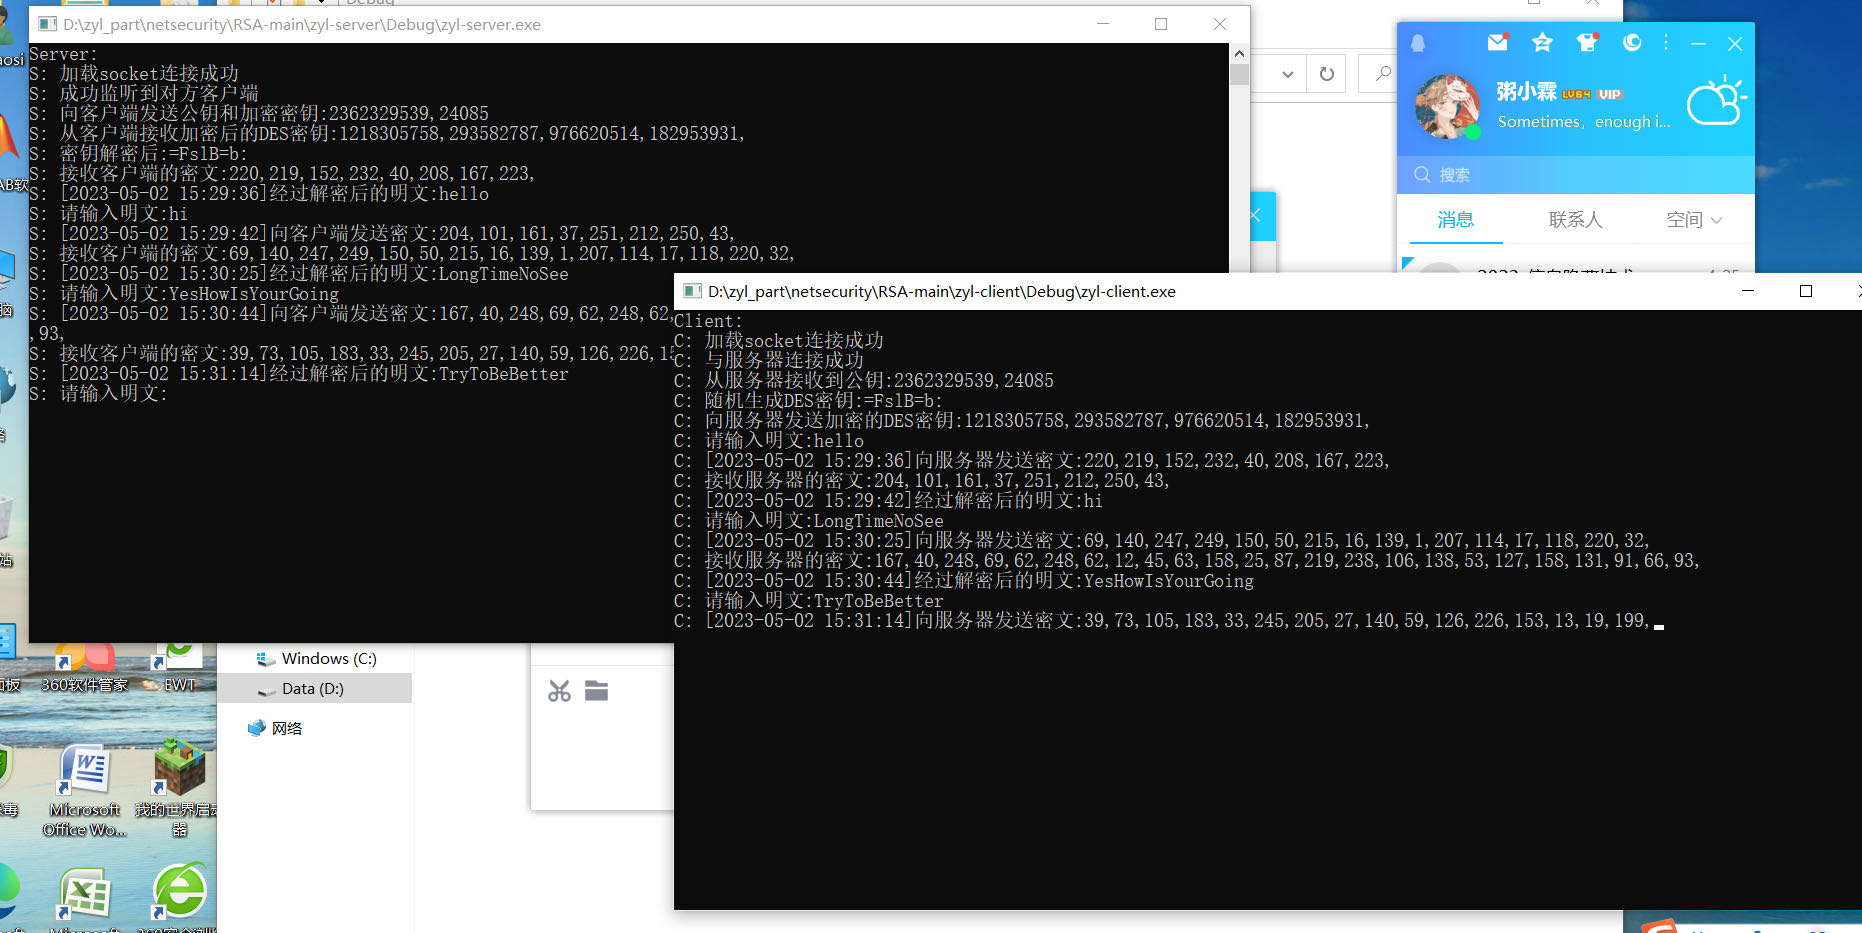 Debug
D:\zyl_part\netsecurity\RSA-main\zyl-server\Debug\zyl-server.exe
Server:
S: 加载socket连接成功
S: 成功监听到对方客户端
S: 向客户端发送公钥和加密密钥:2362329539,24085
S: 从客户端接收加密后的DES密钥:1218305758,293582787,976620514,182953931,
S: 密钥解密后:=FslB=b:
S: 接收客户端的密文:220,219,152,232,40,208,167,223,
S: [2023-05-02 15:29:36]经过解密后的明文:hello
S: 请输入明文:hi
S: [2023-05-02 15:29:42]向客户端发送密文:204,101,161,37,251,212,250,43,
S: 接收客户端的密文:69,140,247,249,150,50,215,16,139,1,207,114,17,118,220,32,
S: [2023-05-02 15:30:25]经过解密后的明文:LongTimeNoSee
S: 请输入明文:YesHowIsYourGoing
S: [2023-05-02 15:30:44]向客户端发送密文:167,40,248,69,62,248,62,
,93,
S: 接收客户端的密文:39,73,105,183,33,245,205,27,140,59,126,226,15
S: [2023-05-02 15:31:14]经过解密后的明文:TryToBeBetter
S: 请输入明文:
D:\zyl_part\netsecurity\RSA-main\zyl-client\Debug\zyl-client.exe
Client:
C: 加载socket连接成功
C: 与服务器连接成功
C: 从服务器接收到公钥:2362329539,24085
C: 随机生成DES密钥:=FslB=b:
C: 向服务器发送加密的DES密钥:1218305758,293582787,976620514,182953931,
C: 请输入明文:hello
C: [2023-05-02 15:29:36]向服务器发送密文:220,219,152,232,40,208,167,223,
C: 接收服务器的密文:204,101,161,37,251,212,250,43,
C: [2023-05-02 15:29:42]经过解密后的明文:hi
C: 请输入明文:LongTimeNoSee
C: [2023-05-02 15:30:25]向服务器发送密文:69,140,247,249,150,50,215,16,139,1,207,114,17,118,220,32,
C: 接收服务器的密文:167,40,248,69,62,248,62,12,45,63,158,25,87,219,238,106,138,53,127,158,131,91,66,93,
C: [2023-05-02 15:30:44]经过解密后的明文:YesHowIsYourGoing
C: 请输入明文:TryToBeBetter
C: [2023-05-02 15:31:14]向服务器发送密文:39,73,105,183,33,245,205,27,140,59,126,226,153,13,19,199,
粥小霖 LV64 VIP
Sometimes, enough i...
搜索
消息 联系人 空间
Windows (C:)
Data (D:)
网络
360软件管家
EWT
Microsoft
Office Wo...
我的世界启动
器